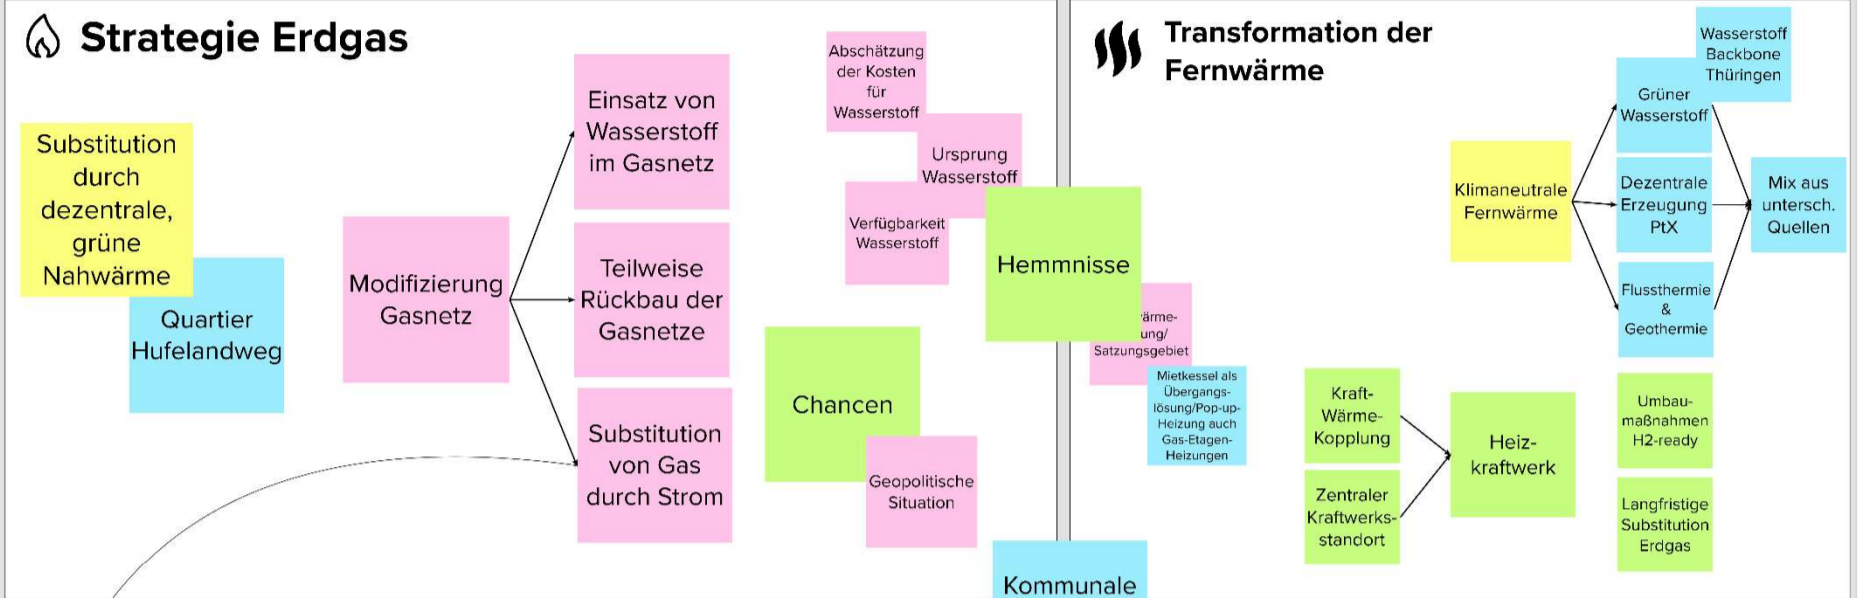 Strategie Erdgas
Substitution
durch
dezentrale,
grüne
Nahwärme
Quartier
Hufelandweg
Modifizierung
Gasnetz
Einsatz von
Wasserstoff
im Gasnetz
Teilweise
Rückbau der
Gasnetze
Substitution
von Gas
durch Strom
Abschätzung
der Kosten
für
Wasserstoff
Ursprung
Wasserstoff
Verfügbarkeit
Wasserstoff
Hemmnisse
Chancen
Geopolitische
Situation
Kommunale
Transformation der
Fernwärme
Satzungsgebiet
Mietkessel als
Übergangs-
lösung/Pop-up-
Heizung auch
Gas-Etagen-
Heizungen
Klimaneutrale
Fernwärme
Wasserstoff
Backbone
Thüringen
Grüner
Wasserstoff
Dezentrale
Erzeugung
PtX
Flussthermie
&
Geothermie
Mix aus
untersch.
Quellen
Kraft-
Wärme-
Kopplung
Zentraler
Kraftwerks-
standort
Heiz-
kraftwerk
Umbau-
maßnahmen
H2-ready
Langfristige
Substitution
Erdgas